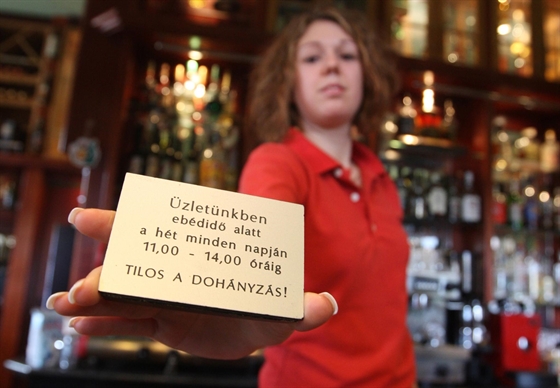 Üzletünkben
ebédidő alatt
a hét minden napján
11,00 - 14,00 óráig
TILOS A DOHÁNYZÁS!